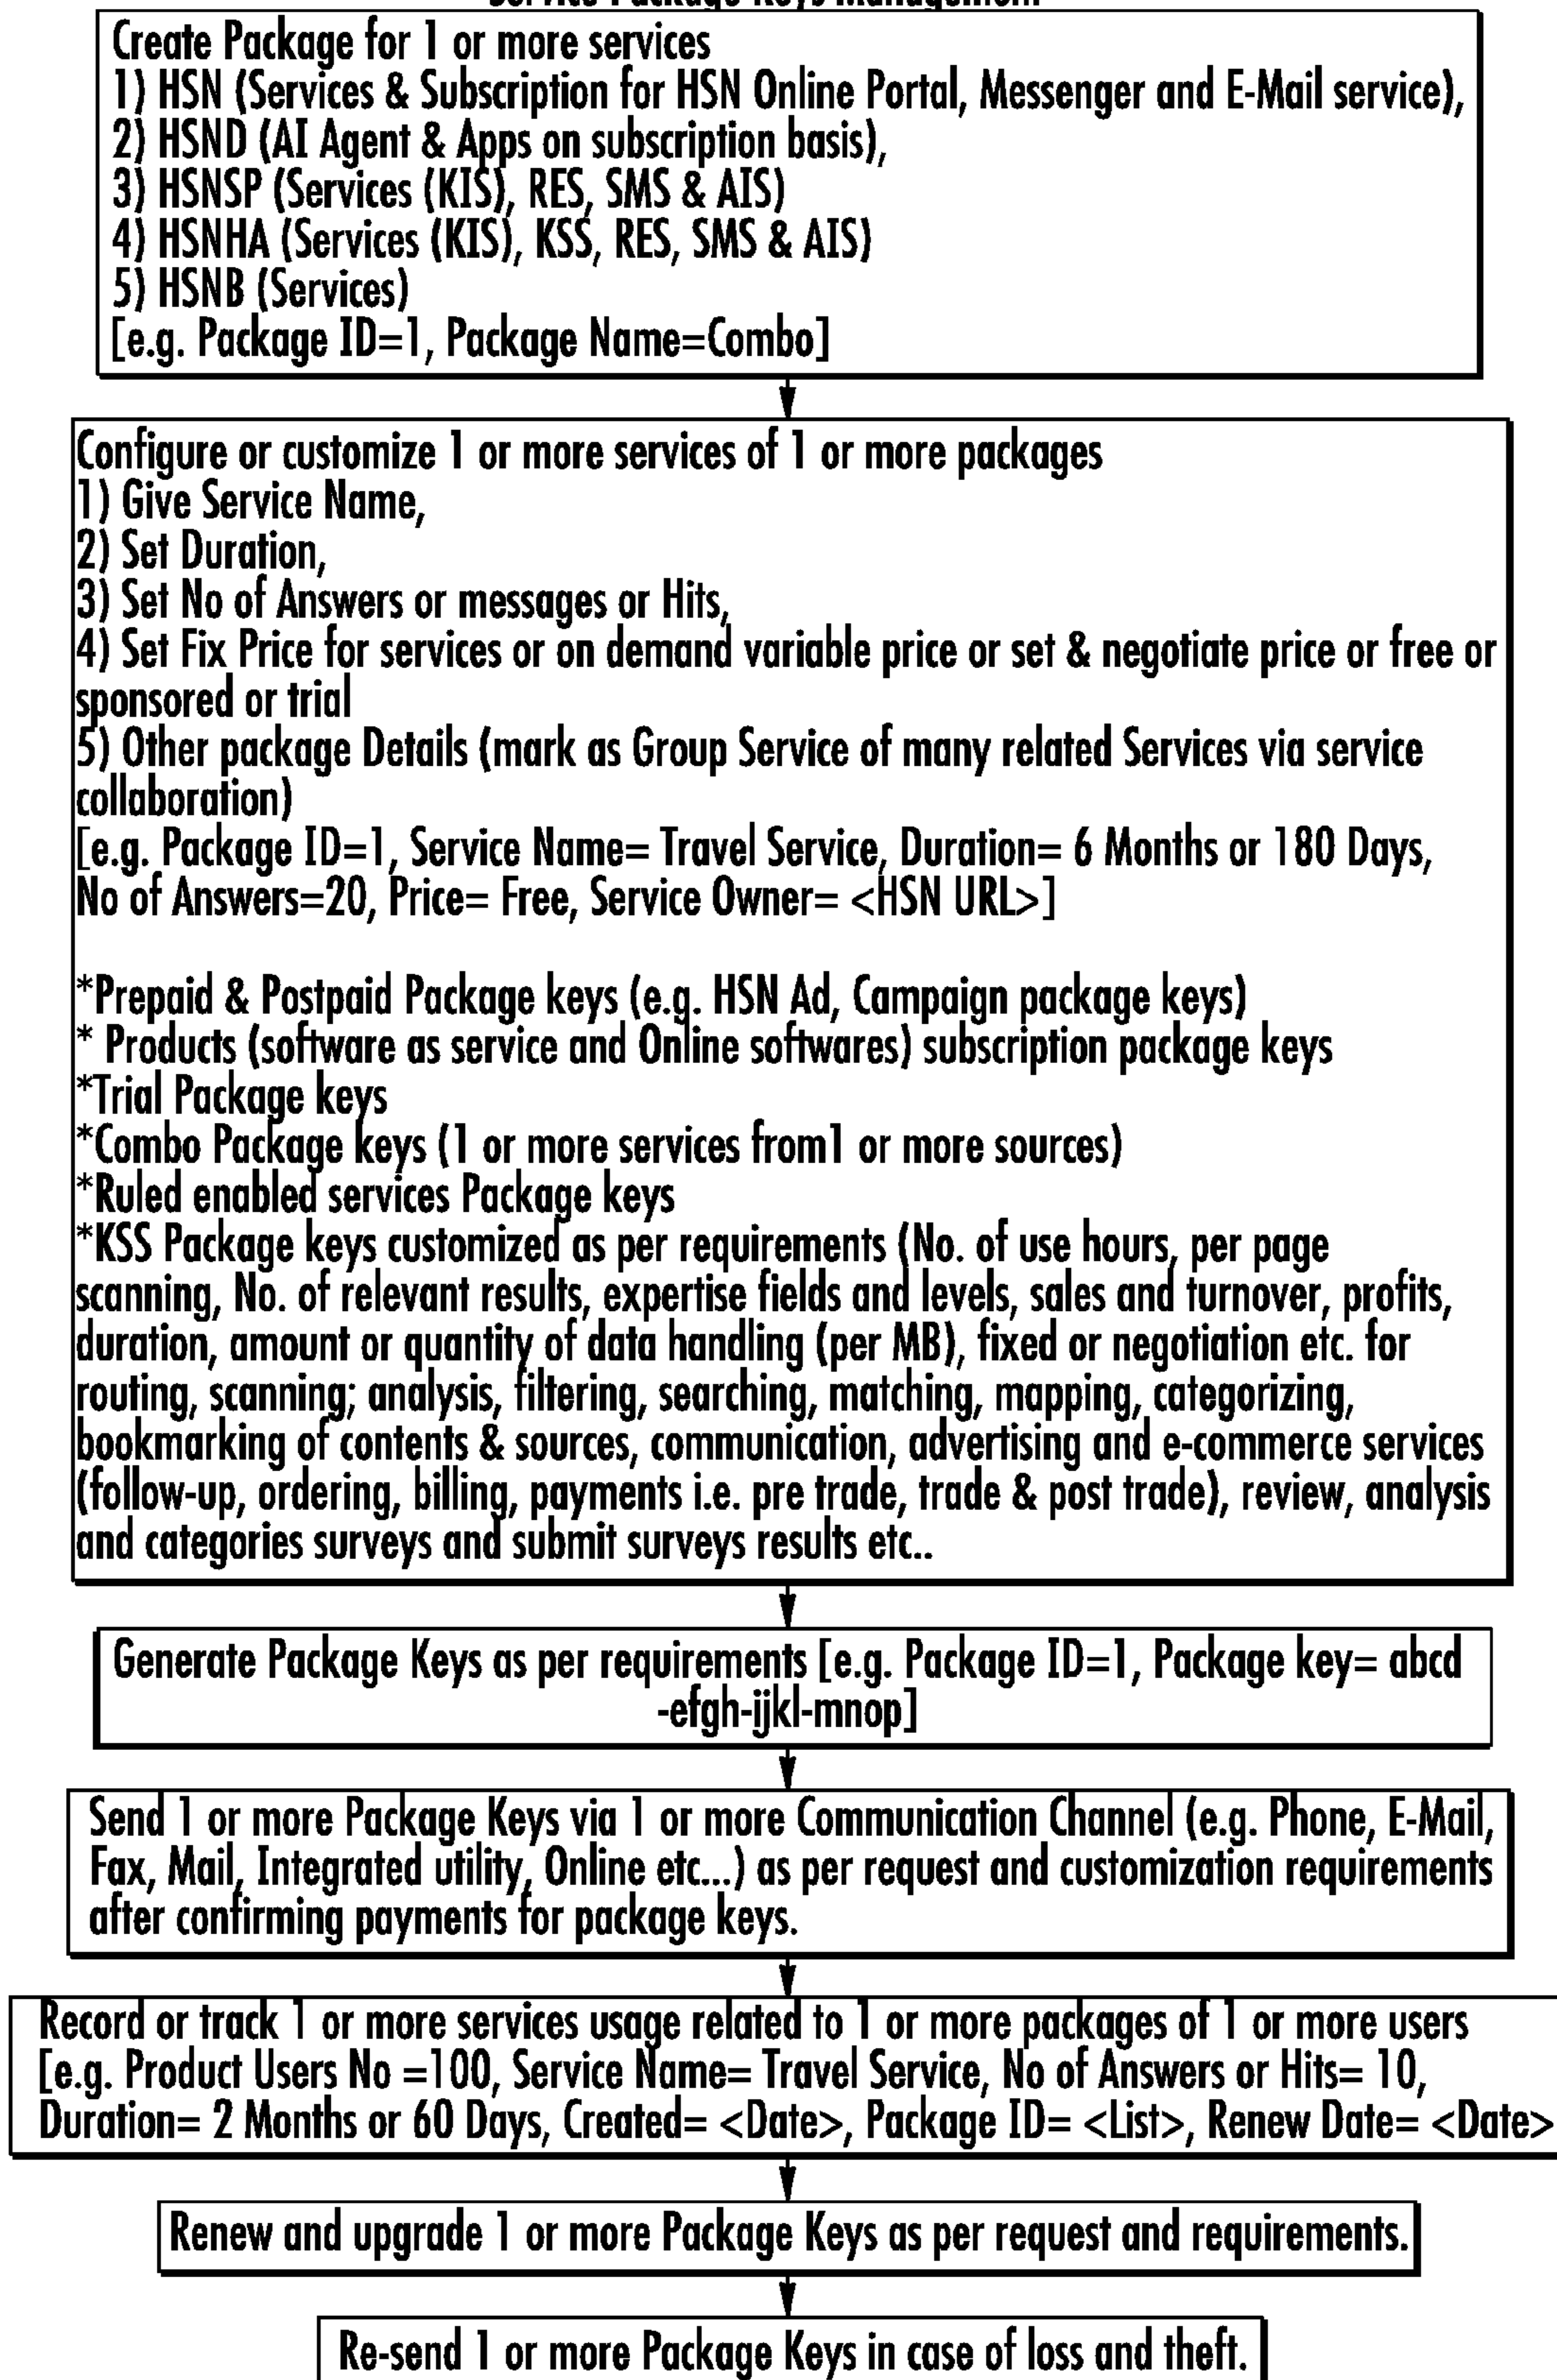 Service Package Keys Management
Create Package for 1 or more services
1) HSN (Services & Subscription for HSN Online Portal, Messenger and E-Mail service),
2) HSND (AI Agent & Apps on subscription basis),
3) HSNSP (Services (KIS), RES, SMS & AIS)
4) HSNHA (Services (KIS), KSS, RES, SMS & AIS)
5) HSNB (Services)
[e.g. Package ID=1, Package Name=Combo]
Configure or customize 1 or more services of 1 or more packages
1) Give Service Name,
2) Set Duration,
3) Set No of Answers or messages or Hits,
4) Set Fix Price for services or on demand variable price or set & negotiate price or free or
sponsored or trial
5) Other package Details (mark as Group Service of many related Services via service
collaboration)
[e.g. Package ID=1, Service Name= Travel Service, Duration= 6 Months or 180 Days,
No of Answers=20, Price= Free, Service Owner= <HSN URL>]
*Prepaid & Postpaid Package keys (e.g. HSN Ad, Campaign package keys)
* Products (software as service and Online softwares) subscription package keys
*Trial Package keys
*Combo Package keys (1 or more services from1 or more sources)
*Ruled enabled services Package keys
*KSS Package keys customized as per requirements (No. of use hours, per page
scanning, No. of relevant results, expertise fields and levels, sales and turnover, profits,
duration, amount or quantity of data handling (per MB), fixed or negotiation etc. for
routing, scanning; analysis, filtering, searching, matching, mapping, categorizing,
bookmarking of contents & sources, communication, advertising and e-commerce services
(follow-up, ordering, billing, payments i.e. pre trade, trade & post trade), review, analysis
and categories surveys and submit surveys results etc..
Generate Package Keys as per requirements [e.g. Package ID=1, Package key= abcd
-efgh-ijkl-mnop]
Send 1 or more Package Keys via 1 or more Communication Channel (e.g. Phone, E-Mail,
Fax, Mail, Integrated utility, Online etc...) as per request and customization requirements
after confirming payments for package keys.
Record or track 1 or more services usage related to 1 or more packages of 1 or more users
[e.g. Product Users No =100, Service Name= Travel Service, No of Answers or Hits= 10,
Duration= 2 Months or 60 Days, Created= <Date>, Package ID= <List>, Renew Date= <Date>
Renew and upgrade 1 or more Package Keys as per request and requirements.
Re-send 1 or more Package Keys in case of loss and theft.